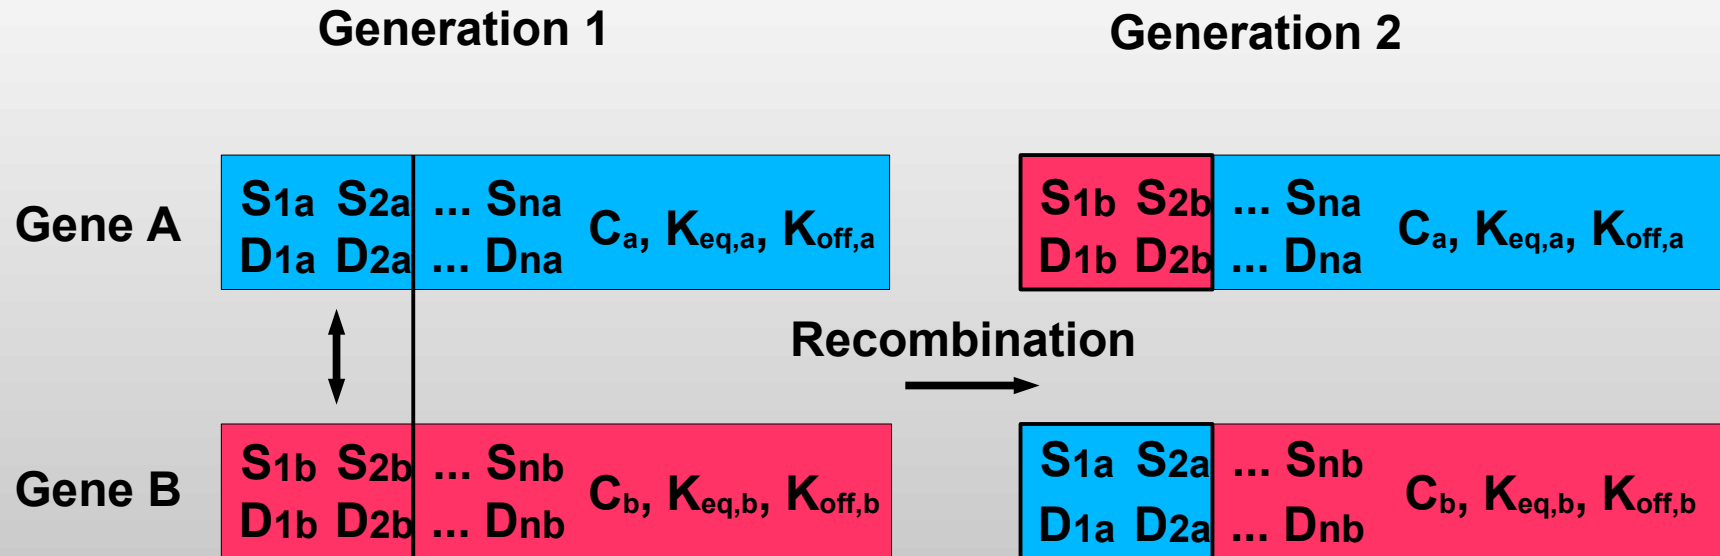 Generation 1
Generation 2
Gene A
S1a S2a ... Sna
D1a D2a ... Dna
Ca, Keq,a, Koff,a
S1b S2b ... Sna
D1b D2b ... Dna
Ca, Keq,a, Koff,a
Recombination
Gene B
S1b S2b ... Snb
D1b D2b ... Dnb
Cb, Keq,b, Koff,b
S1a S2a ... Snb
D1a D2a ... Dnb
Cb, Keq,b, Koff,b